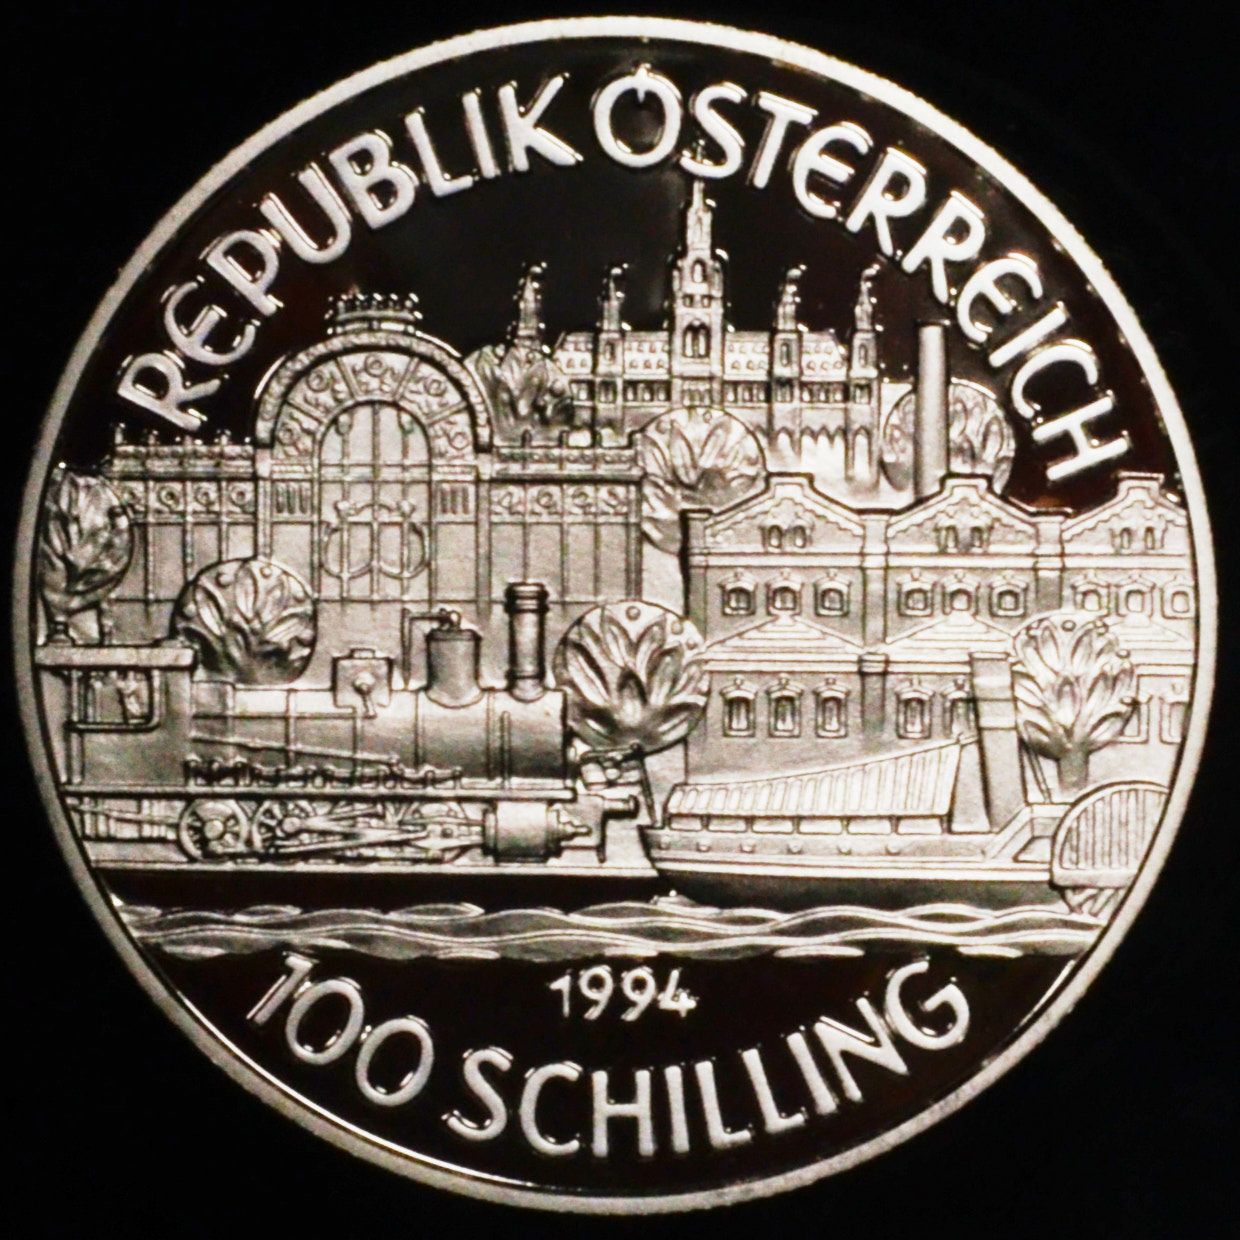 REPUBLIK ÖSTERREICH
1994
100 SCHILLING